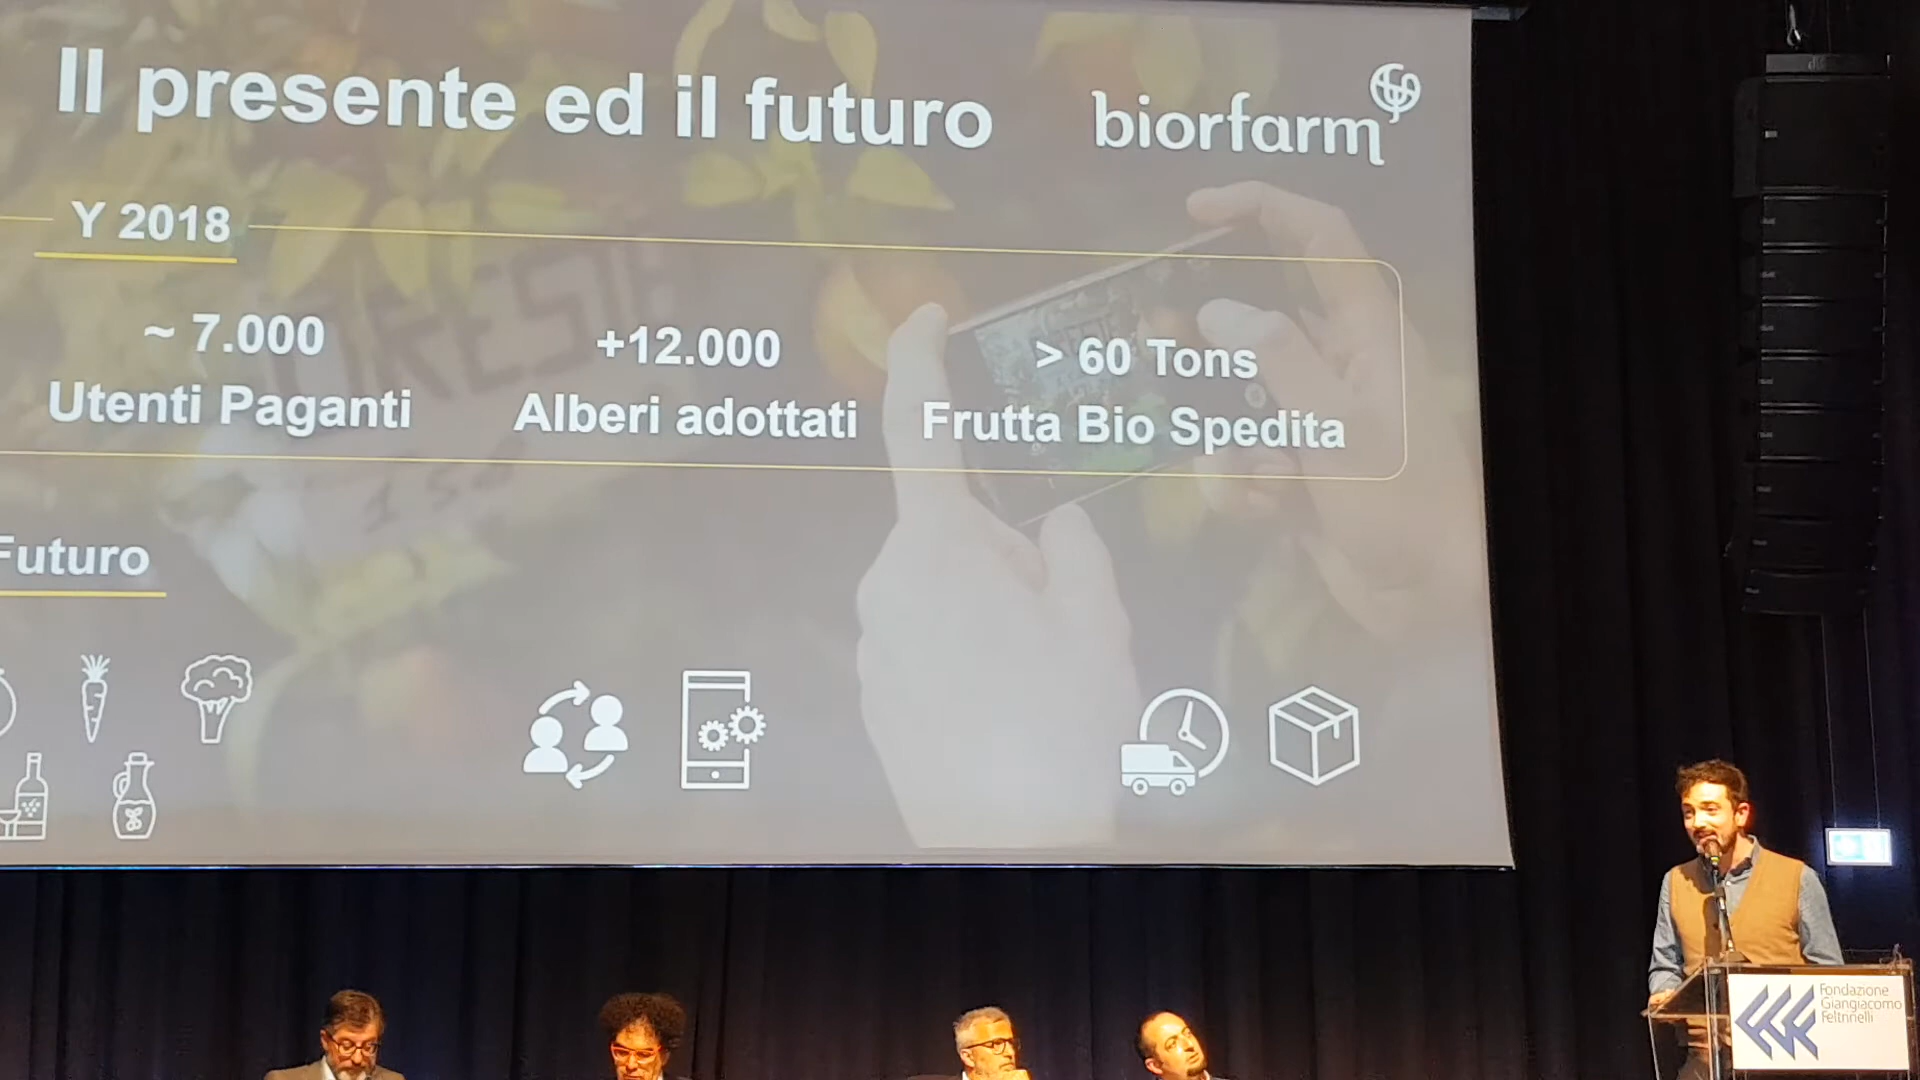 Il presente ed il futuro
biorfarm
Y 2018
~ 7.000
Utenti Paganti
+12.000
Alberi adottati
> 60 Tons
Frutta Bio Spedita
Futuro
Fondazione
Giangiacomo
Feltrinelli